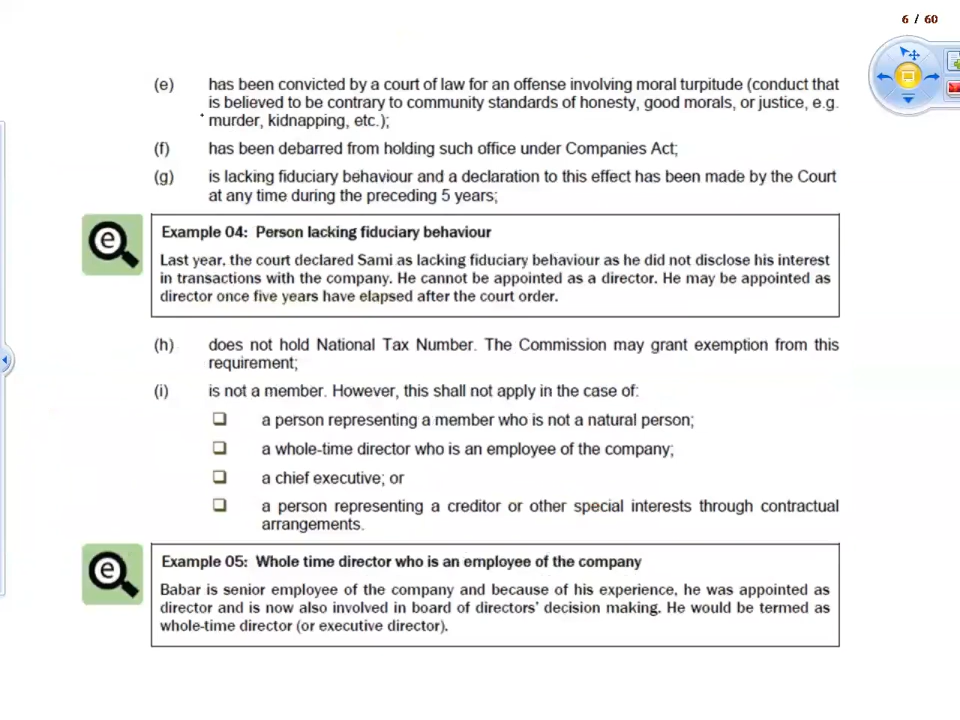 6 / 60
(e) has been convicted by a court of law for an offense involving moral turpitude (conduct that
is believed to be contrary to community standards of honesty, good morals, or justice, e.g.
murder, kidnapping, etc.);
(f) has been debarred from holding such office under Companies Act;
(g) is lacking fiduciary behaviour and a declaration to this effect has been made by the Court
at any time during the preceding 5 years;
e
Example 04: Person lacking fiduciary behaviour
Last year, the court declared Sami as lacking fiduciary behaviour as he did not disclose his interest
in transactions with the company. He cannot be appointed as a director. He may be appointed as
director once five years have elapsed after the court order.
(h) does not hold National Tax Number. The Commission may grant exemption from this
requirement;
(i) is not a member. However, this shall not apply in the case of:
❑ a person representing a member who is not a natural person;
❑ a whole-time director who is an employee of the company;
❑ a chief executive; or
❑ a person representing a creditor or other special interests through contractual
arrangements.
e
Example 05: Whole time director who is an employee of the company
Babar is senior employee of the company and because of his experience, he was appointed as
director and is now also involved in board of directors' decision making. He would be termed as
whole-time director (or executive director).